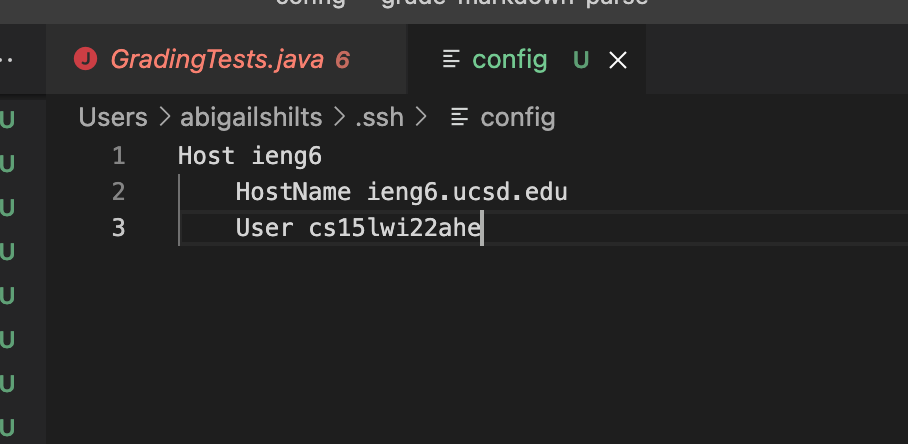 config — grade-markdown-parse
GradingTests.java 6
config U
Users > abigailshilts > .ssh > config
1 Host ieng6
2 HostName ieng6.ucsd.edu
3 User cs15lwi22ahe
U
U
U
U
U
U
U
U